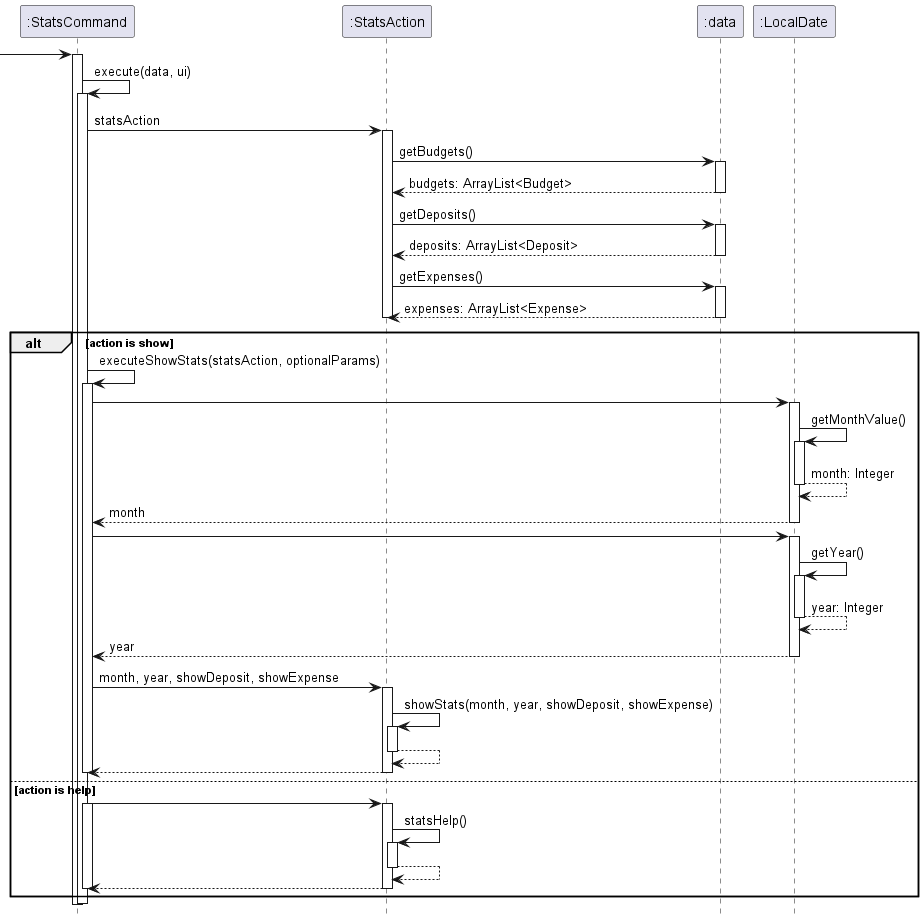 :StatsCommand
:StatsAction
:data
:LocalDate
execute(data, ui)
statsAction
getBudgets()
budgets: ArrayList<Budget>
getDeposits()
deposits: ArrayList<Deposit>
getExpenses()
expenses: ArrayList<Expense>
alt
[action is show]
executeShowStats(statsAction, optionalParams)
getMonthValue()
month: Integer
month
getYear()
year: Integer
year
month, year, showDeposit, showExpense
showStats(month, year, showDeposit, showExpense)
[action is help]
statsHelp()